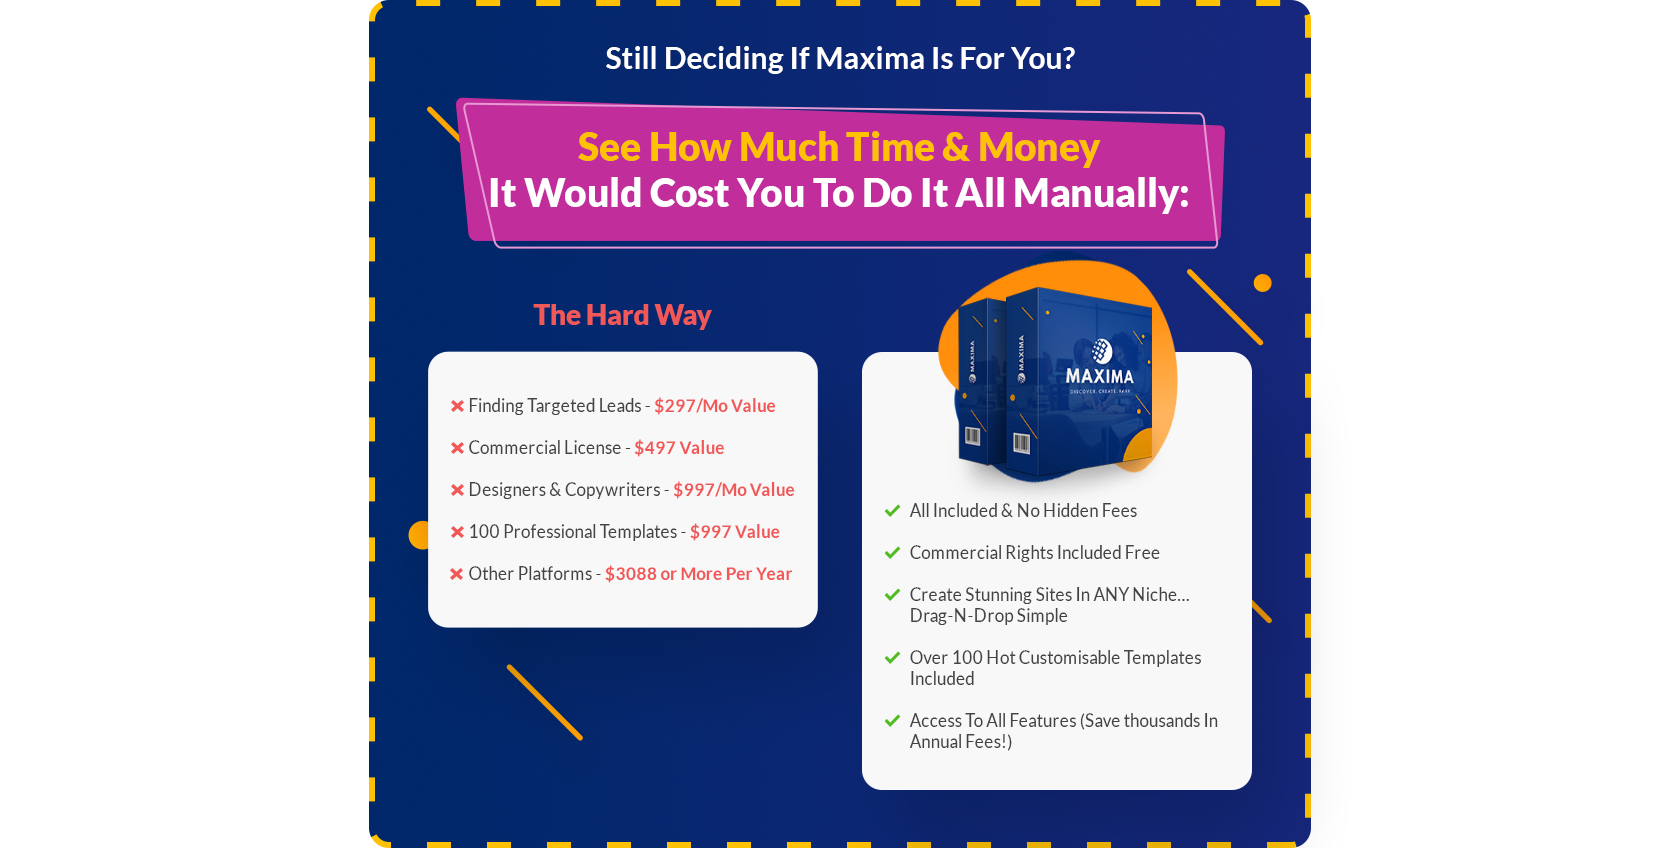 Still Deciding If Maxima Is For You?
See How Much Time & Money
It Would Cost You To Do It All Manually:
The Hard Way
Finding Targeted Leads - $297/Mo Value
Commercial License - $497 Value
Designers & Copywriters - $997/Mo Value
100 Professional Templates - $997 Value
Other Platforms - $3088 or More Per Year
MAXIMA
MAXIMA
MAXIMA
DISCOVER. CREATE. RANK.
All Included & No Hidden Fees
Commercial Rights Included Free
Create Stunning Sites In ANY Niche...
Drag-N-Drop Simple
Over 100 Hot Customisable Templates
Included
Access To All Features (Save thousands In
Annual Fees!)